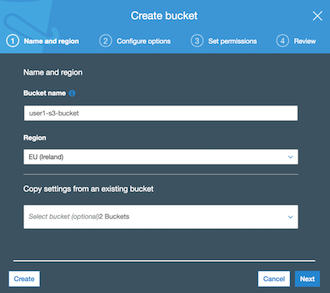 Create bucket
1 Name and region
2 Configure options
3 Set permissions
4 Review
Name and region
Bucket name
user1-s3-bucket
Region
EU (Ireland)
Copy settings from an existing bucket
Select bucket (optional)2 Buckets
Create
Cancel
Next